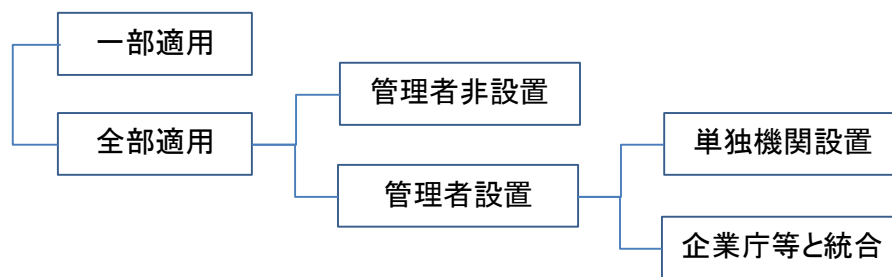 一部適用
全部適用
管理者非設置
管理者設置
単独機関設置
企業庁等と統合